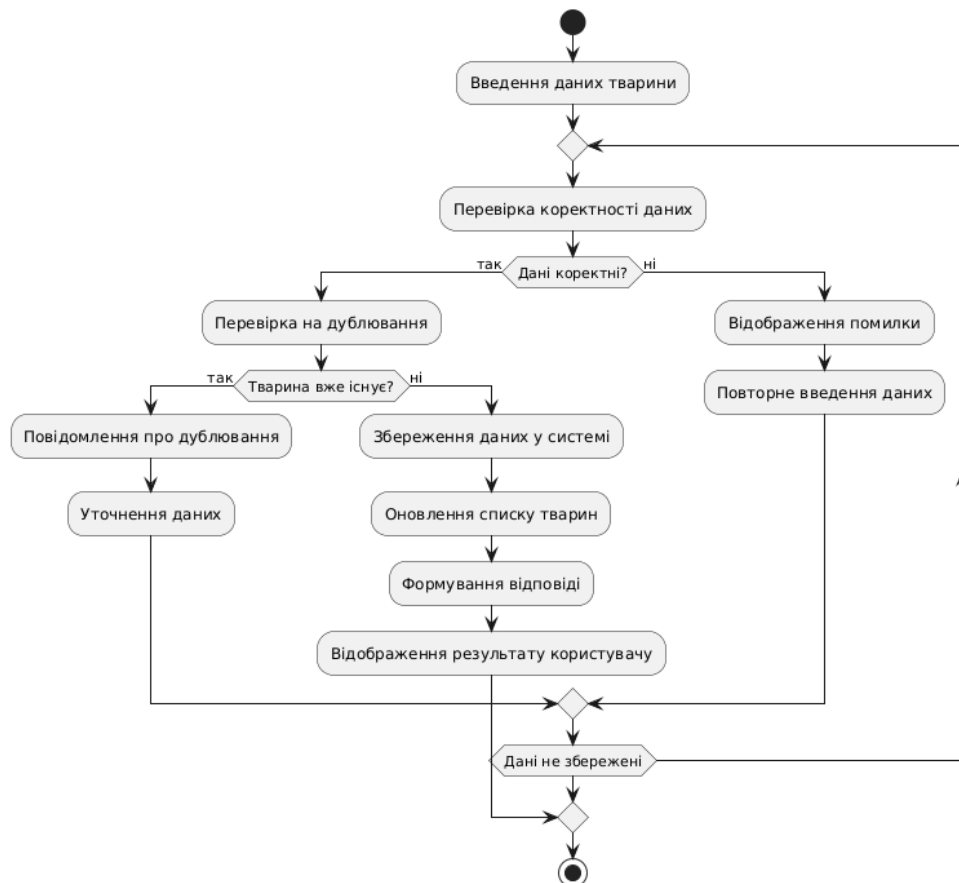 Введення даних тварини
Перевірка коректності даних
так
Дані коректні?
ні
Перевірка на дублювання
Відображення помилки
так
Тварина вже існує?
ні
Повторне введення даних
Повідомлення про дублювання
Збереження даних у системі
Уточнення даних
Оновлення списку тварин
Формування відповіді
Відображення результату користувачу
Дані не збережені